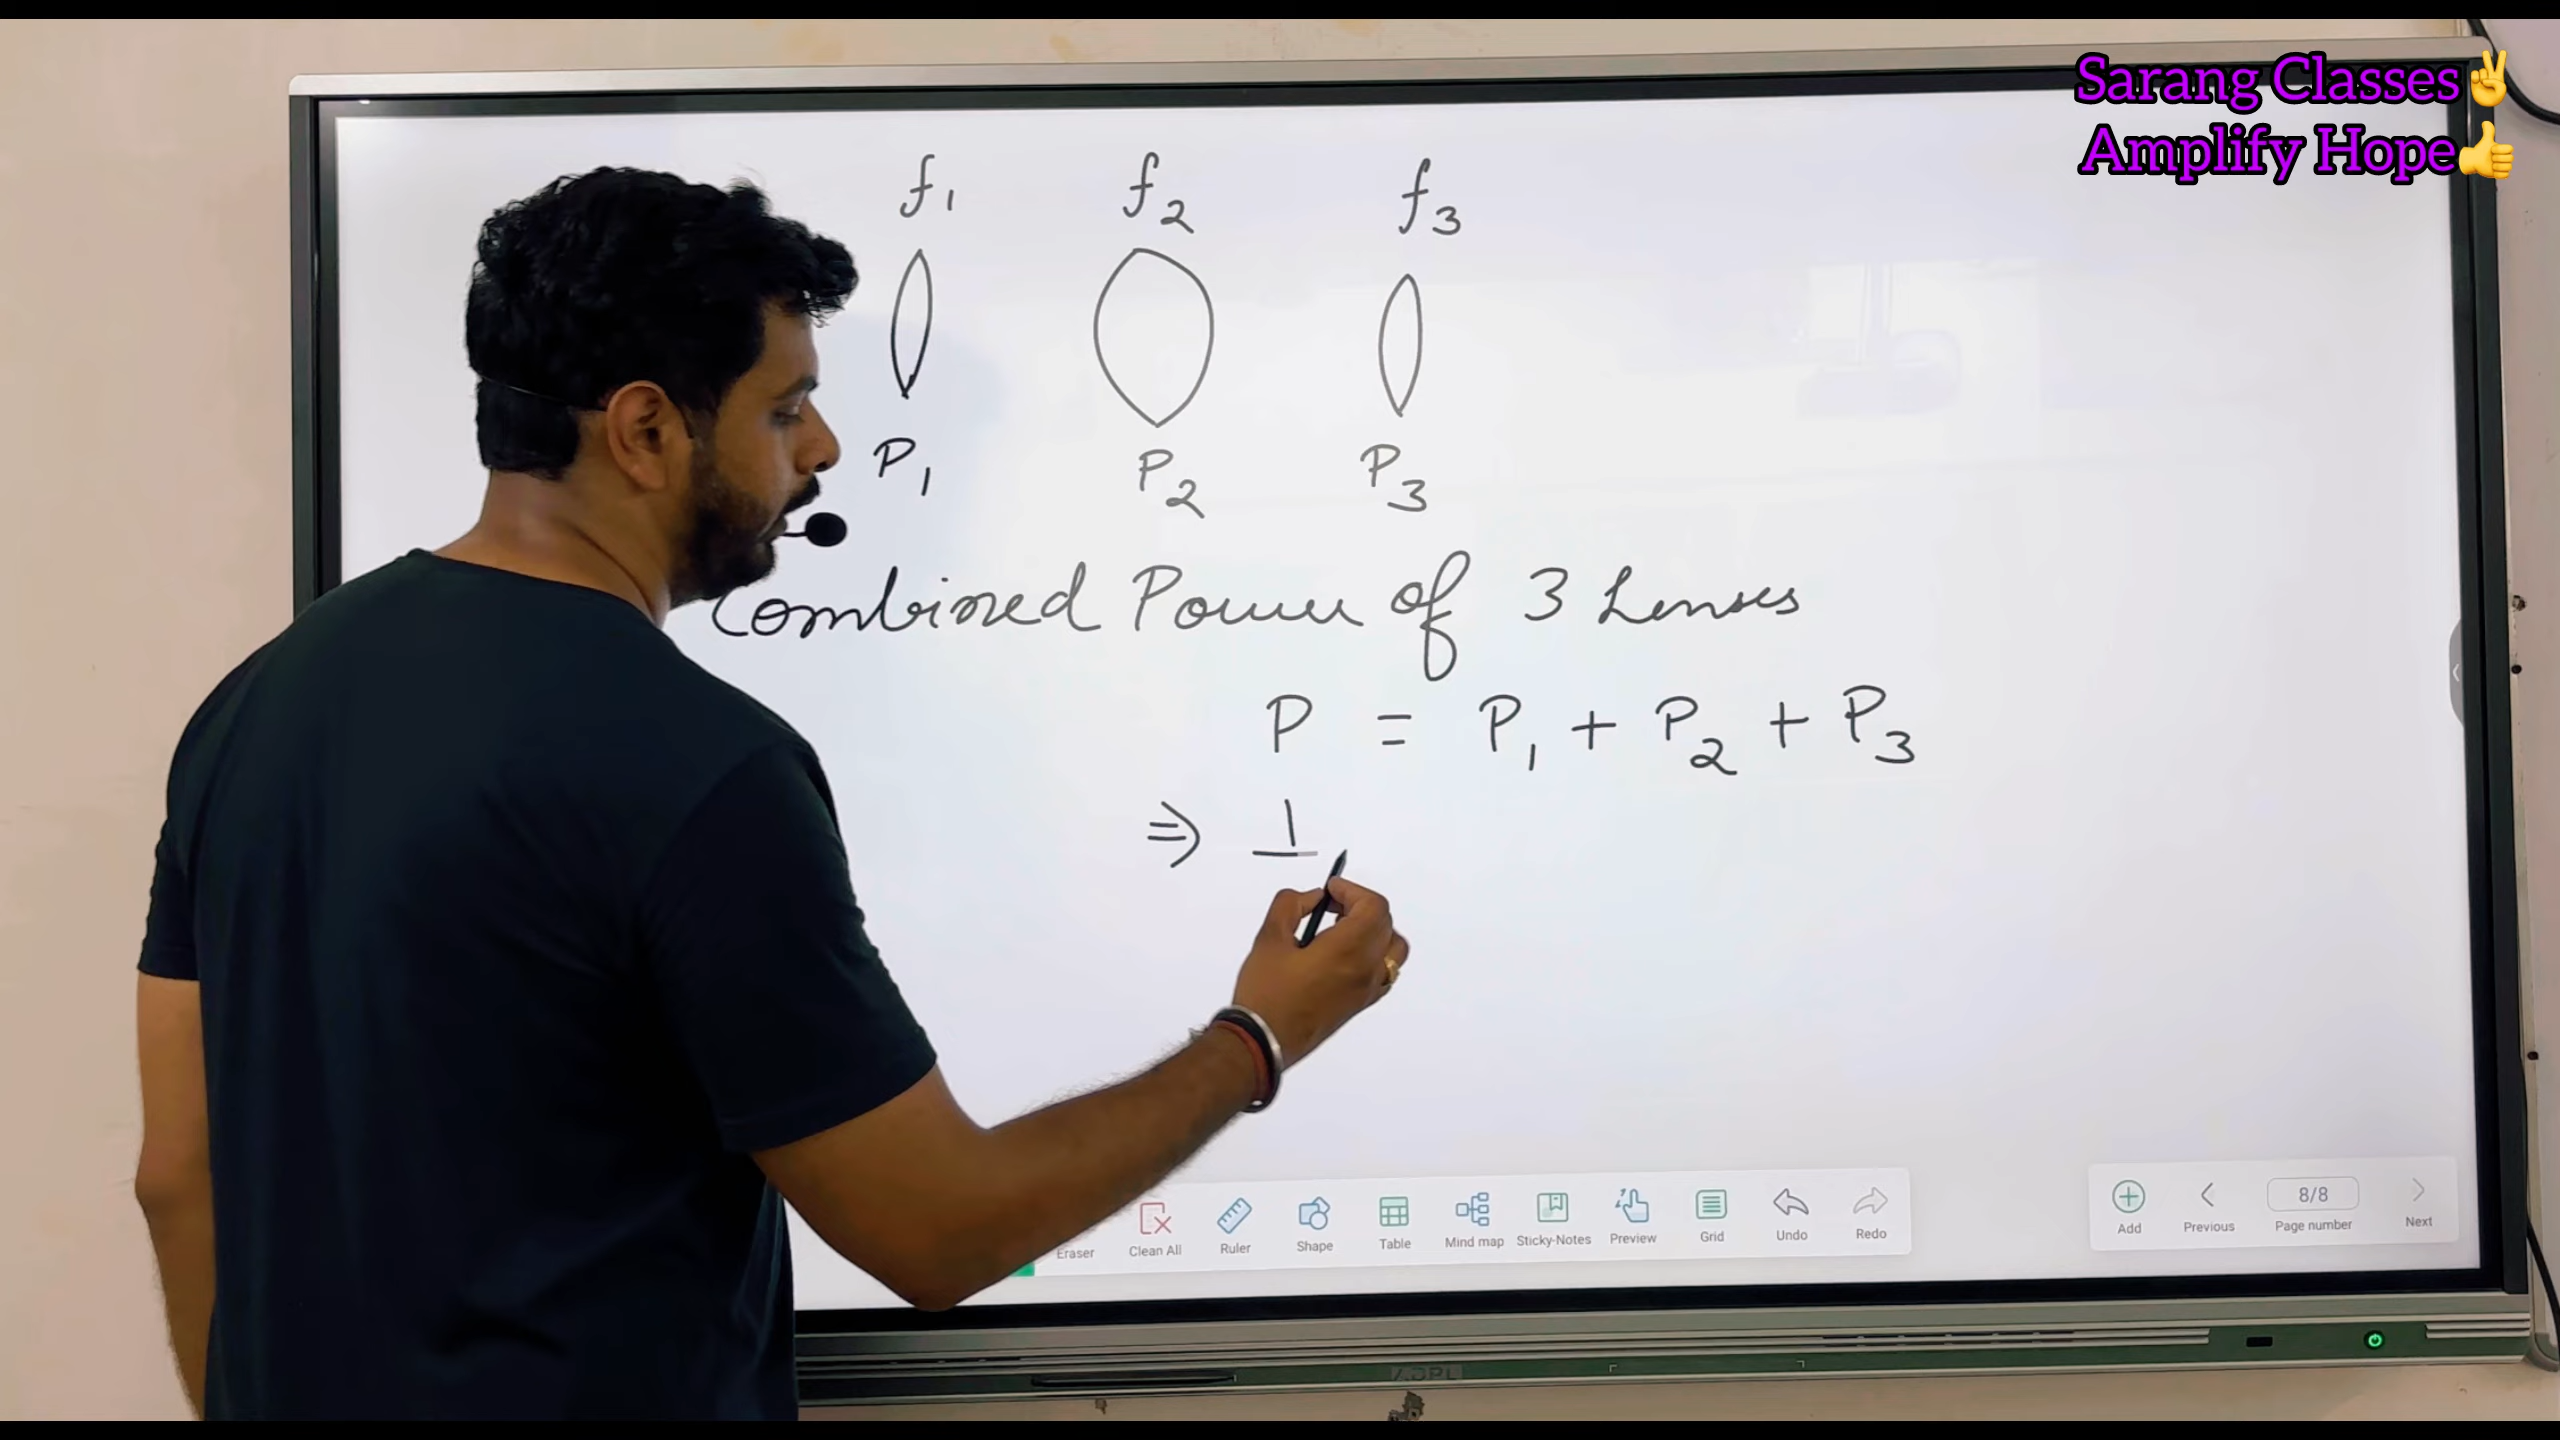 Sarang Classes✌️
Amplify Hope👍
f1 f2 f3
P1 P2 P3
Combined Power of 3 Lenses
P = P1 + P2 + P3
⇒ 1
Eraser Clean All Ruler Shape Table Mind map Sticky-Notes Preview Grid Undo Redo
Add Previous 8/8 Page number Next